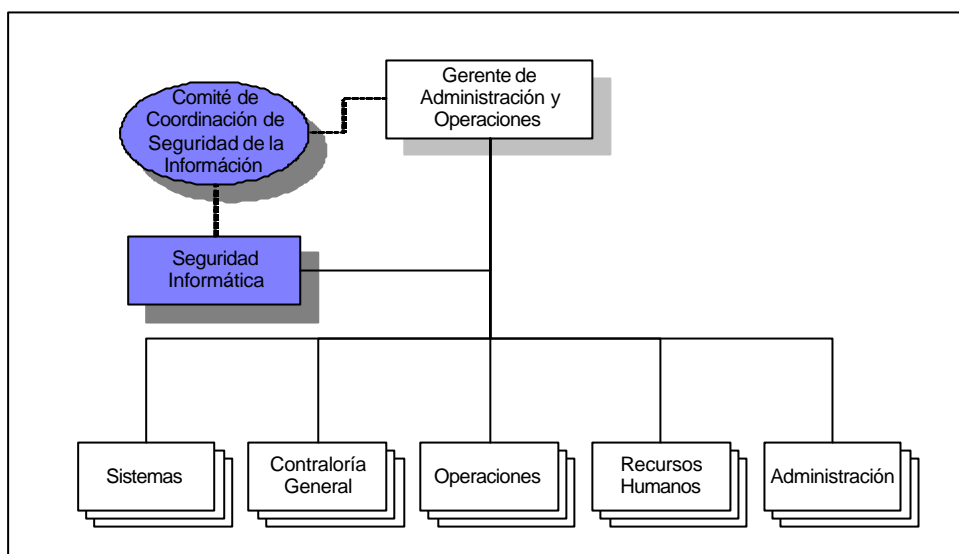 Gerente de
Administración y
Operaciones
Comité de
Coordinación de
Seguridad de la
Információn
Seguridad
Informática
Sistemas
Contraloría
General
Operaciones
Recursos
Humanos
Administración